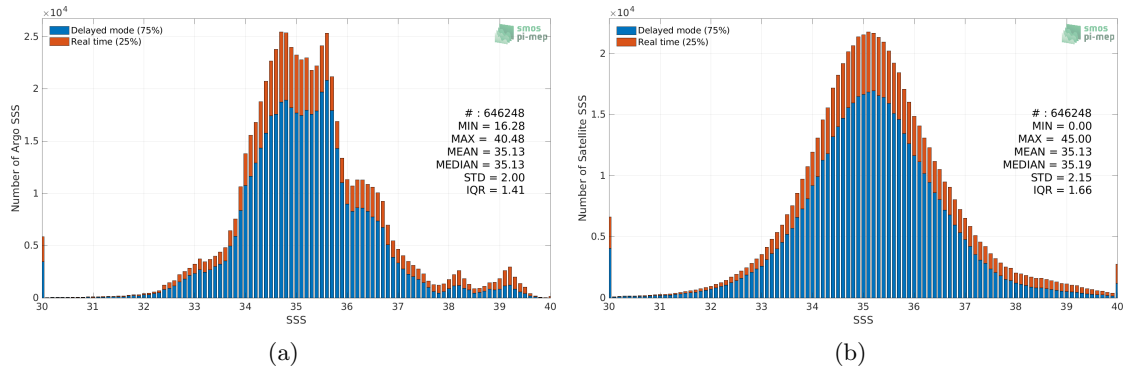 ×10⁴
Delayed mode (75%)
Real time (25%)
smos
pi-mep
2.5
2
1.5
1
0.5
0
Number of Argo SSS
# : 646248
MIN = 16.28
MAX = 40.48
MEAN = 35.13
MEDIAN = 35.13
STD = 2.00
IQR = 1.41
30 31 32 33 34 35 36 37 38 39 40
SSS
(a)
×10⁴
Delayed mode (75%)
Real time (25%)
smos
pi-mep
2
1.5
1
0.5
0
Number of Satellite SSS
# : 646248
MIN = 0.00
MAX = 45.00
MEAN = 35.13
MEDIAN = 35.19
STD = 2.15
IQR = 1.66
30 31 32 33 34 35 36 37 38 39 40
SSS
(b)